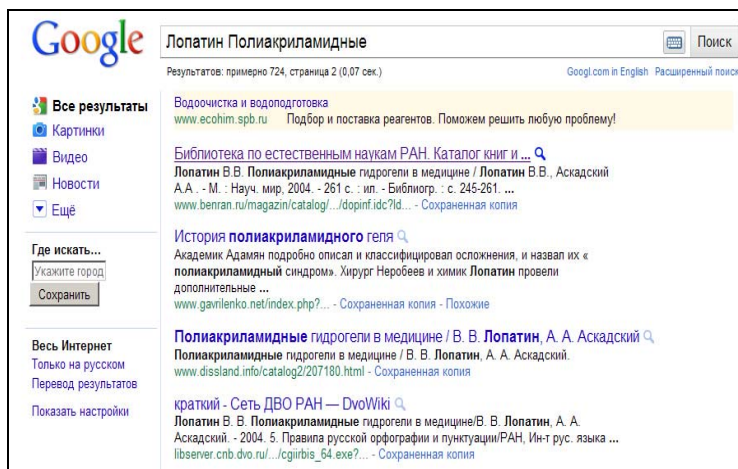 Google
Лопатин Полиакриламидные
Поиск
Результатов: примерно 724, страница 2 (0,07 сек.)
Googl.com in English Расширенный поиск
Все результаты
Картинки
Видео
Новости
Ещё
Где искать...
Укажите город
Сохранить
Весь Интернет
Только на русском
Перевод результатов
Показать настройки
Водоочистка и водоподготовка
www.ecohim.spb.ru Подбор и поставка реагентов. Поможем решить любую проблему!
Библиотека по естественным наукам РАН. Каталог книг и ...
Лопатин В.В. Полиакриламидные гидрогели в медицине / Лопатин В.В., Аскадский
А.А . - М. : Науч. мир, 2004. - 261 с. : ил. - Библиогр. : с. 245-261. ...
www.benran.ru/magazin/catalog/.../dopinf.idc?Id... - Сохраненная копия
История полиакриламидного геля
Академик Адамян подробно описал и классифицировал осложнения, и назвал их «
полиакриламидный синдром». Хирург Неробеев и химик Лопатин провели
дополнительные ...
www.gavrilenko.net/index.php?... - Сохраненная копия - Похожие
Полиакриламидные гидрогели в медицине / В. В. Лопатин, А. А. Аскадский
Полиакриламидные гидрогели в медицине / В. В. Лопатин, А. А. Аскадский.
www.dissland.info/catalog2/207180.html - Сохраненная копия
краткий - Сеть ДВО РАН — DvoWiki
Лопатин В. В. Полиакриламидные гидрогели в медицине/В. В. Лопатин, А. А.
Аскадский. - 2004. 5. Правила русской орфографии и пунктуации/РАН, Ин-т рус. языка ...
libserver.cnb.dvo.ru/.../cgiirbis_64.exe?... - Сохраненная копия